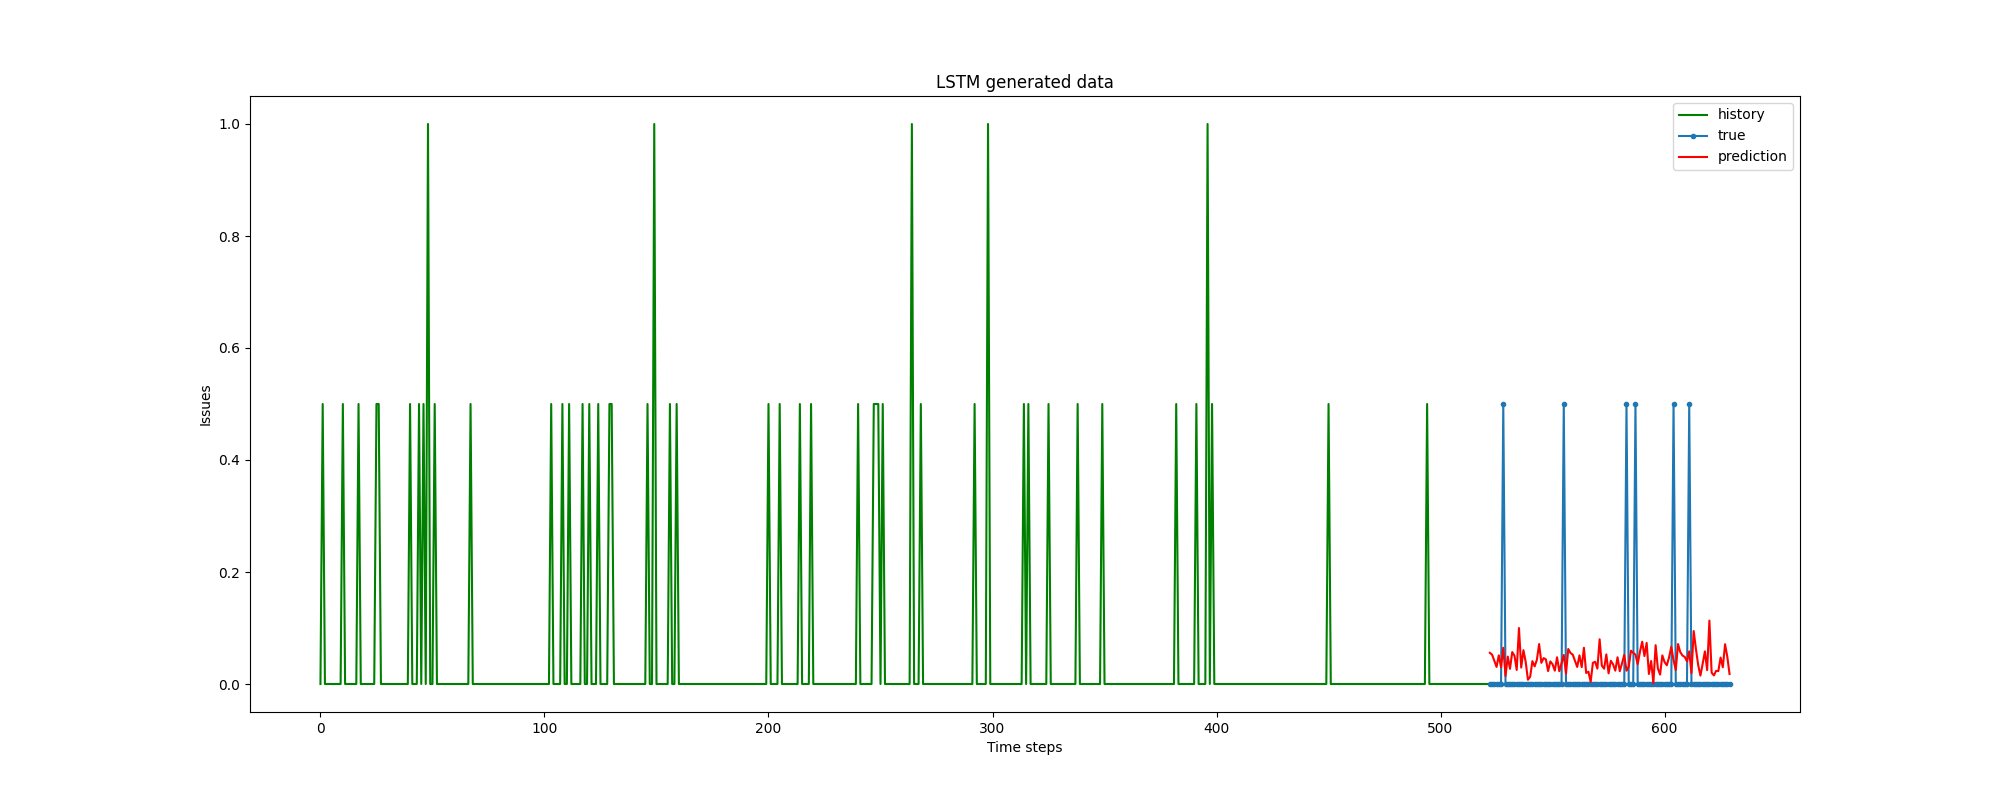 LSTM generated data
history
true
prediction
1.0
0.8
0.6
0.4
0.2
0.0
Issues
0 100 200 300 400 500 600
Time steps